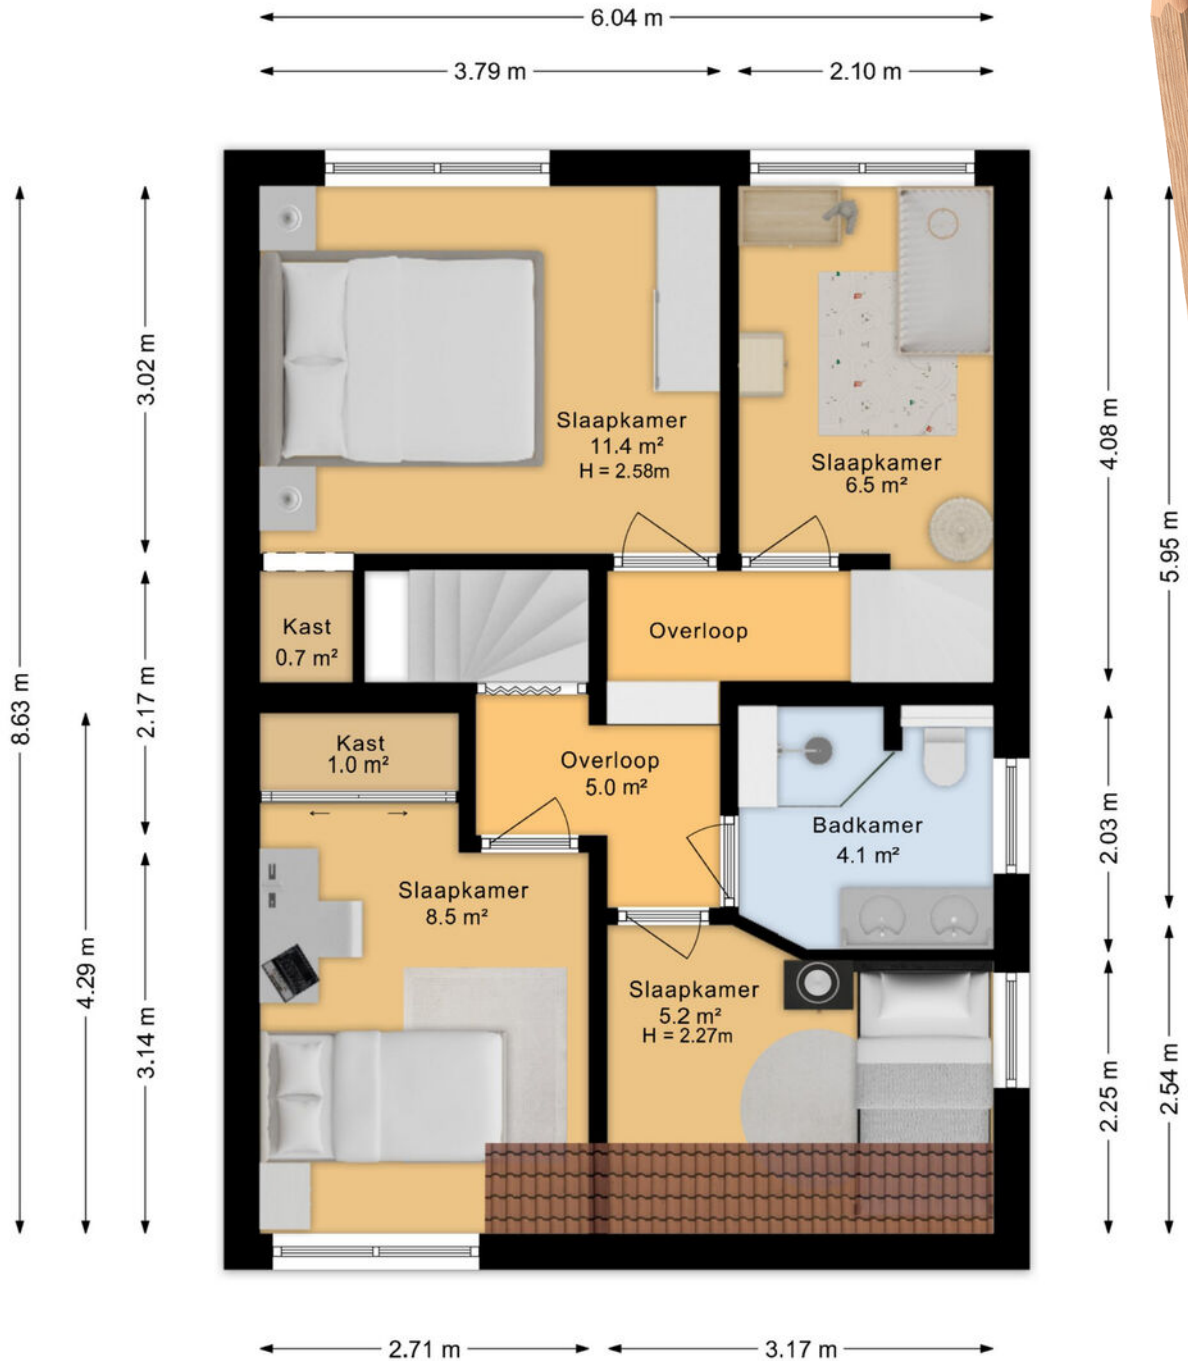 6.04 m
3.79 m
2.10 m
3.02 m
2.17 m
3.14 m
8.63 m
4.29 m
4.08 m
5.95 m
2.03 m
2.25 m
2.54 m
Slaapkamer
11.4 m²
H = 2.58m
Slaapkamer
6.5 m²
Kast
0.7 m²
Overloop
Kast
1.0 m²
Overloop
5.0 m²
Badkamer
4.1 m²
Slaapkamer
8.5 m²
Slaapkamer
5.2 m²
H = 2.27m
2.71 m
3.17 m